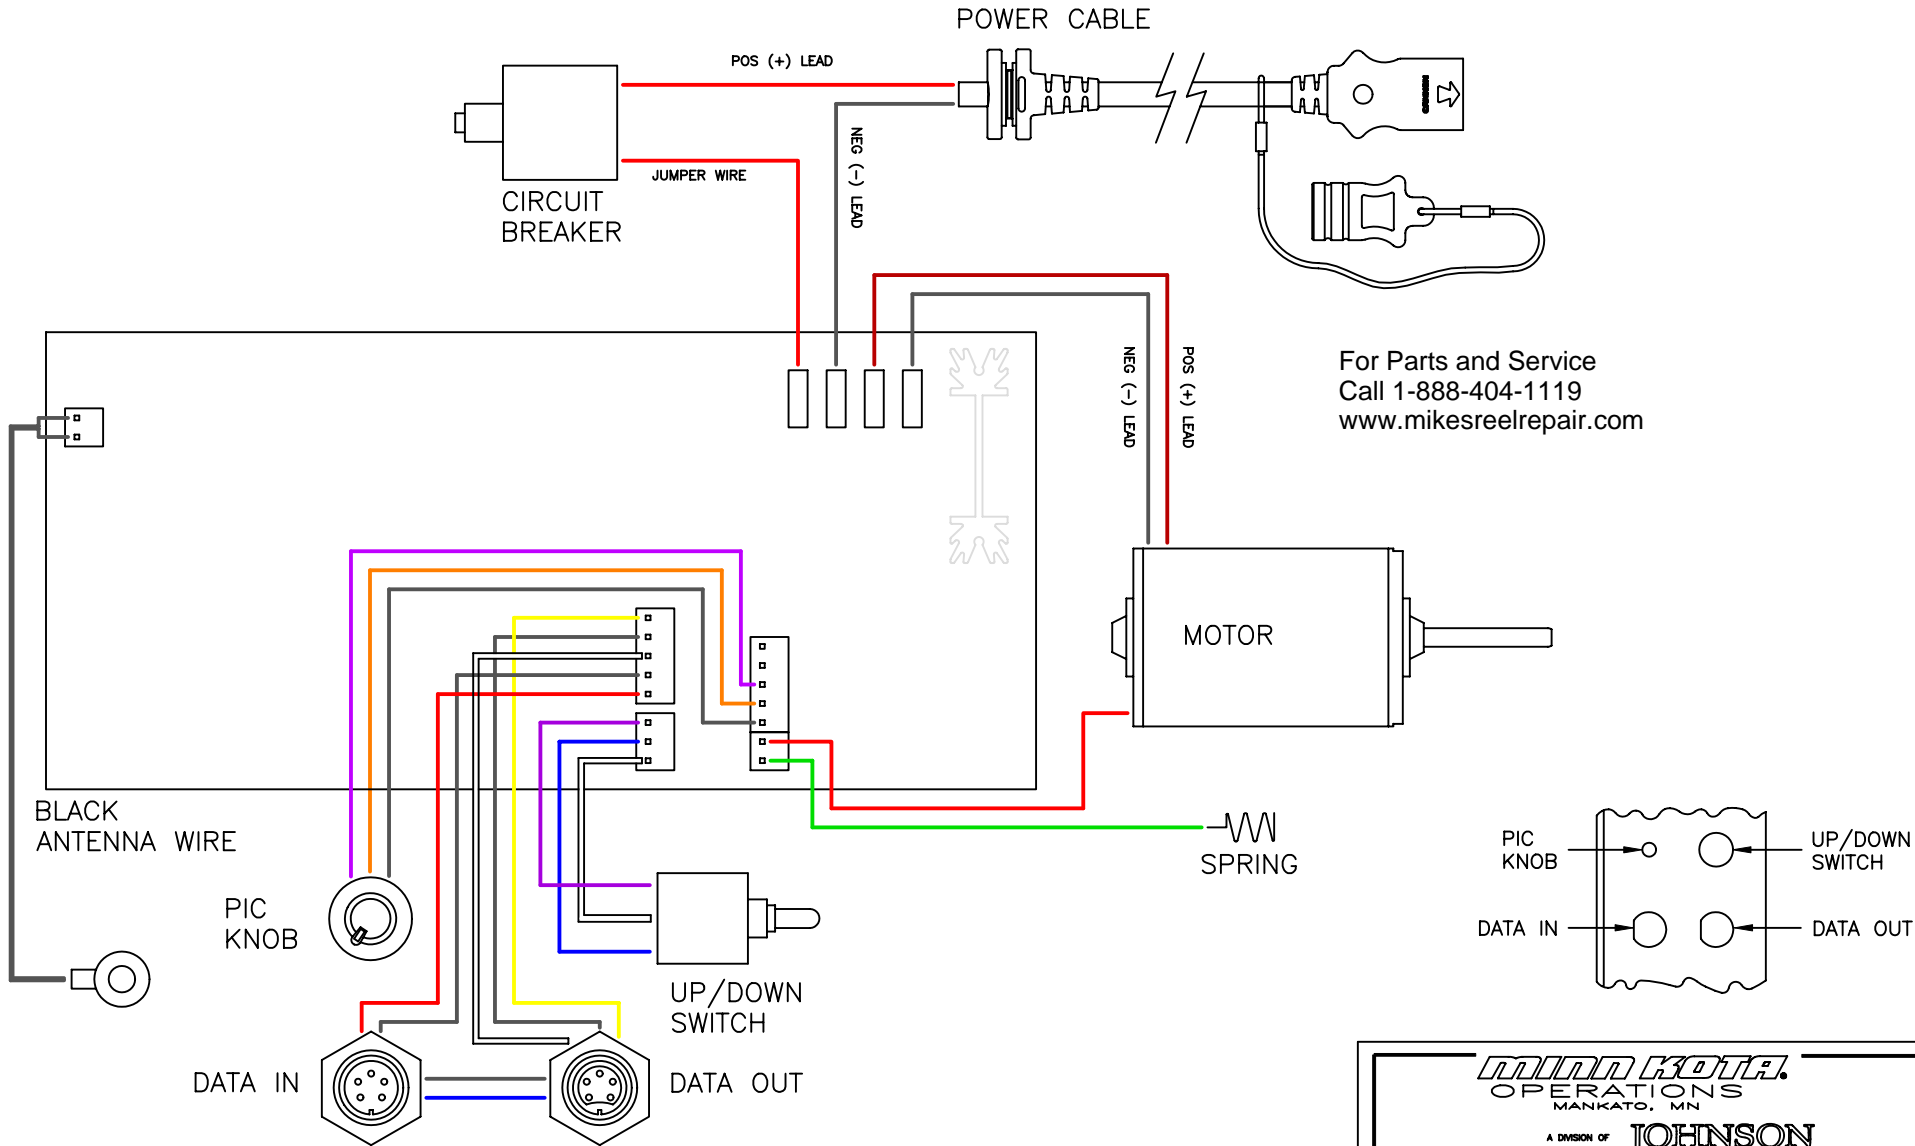 POWER CABLE
POS (+) LEAD
NEG (-) LEAD
JUMPER WIRE
CIRCUIT
BREAKER
NEG (-) LEAD
POS (+) LEAD
For Parts and Service
Call 1-888-404-1119
www.mikesreelrepair.com
MOTOR
BLACK
ANTENNA WIRE
SPRING
PIC
KNOB
UP/DOWN
SWITCH
DATA IN
DATA OUT
PIC
KNOB
UP/DOWN
SWITCH
DATA IN
DATA OUT
MINN KOTA.
OPERATIONS
MANKATO, MN
A DIVISION OF JOHNSON